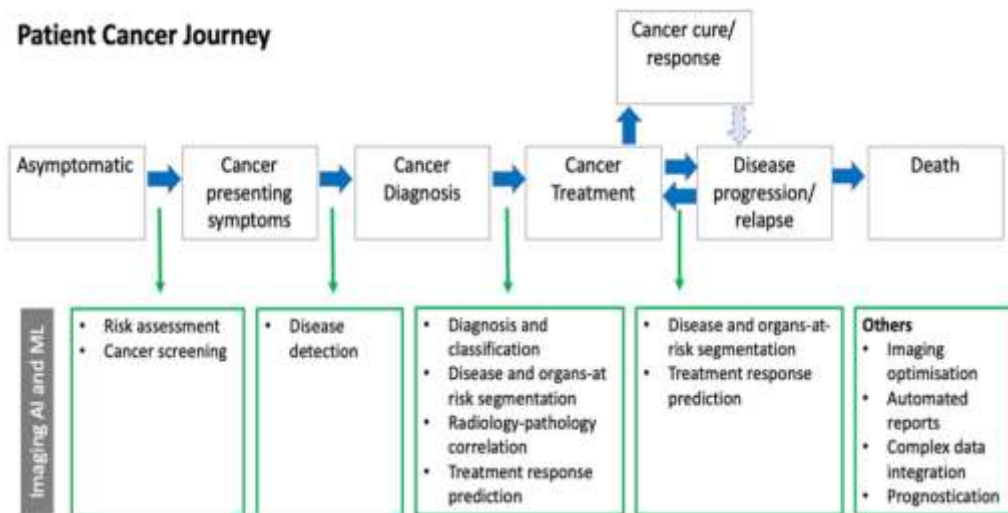 Patient Cancer Journey
Cancer cure/
response
Asymptomatic
Cancer
presenting
symptoms
Cancer
Diagnosis
Cancer
Treatment
Disease
progression/
relapse
Death
Imaging AI and ML
• Risk assessment
• Cancer screening
• Disease
detection
• Diagnosis and
classification
• Disease and organs-at
risk segmentation
• Radiology-pathology
correlation
• Treatment response
prediction
• Disease and organs-at-
risk segmentation
• Treatment response
prediction
Others
• Imaging
optimisation
• Automated
reports
• Complex data
integration
• Prognostication